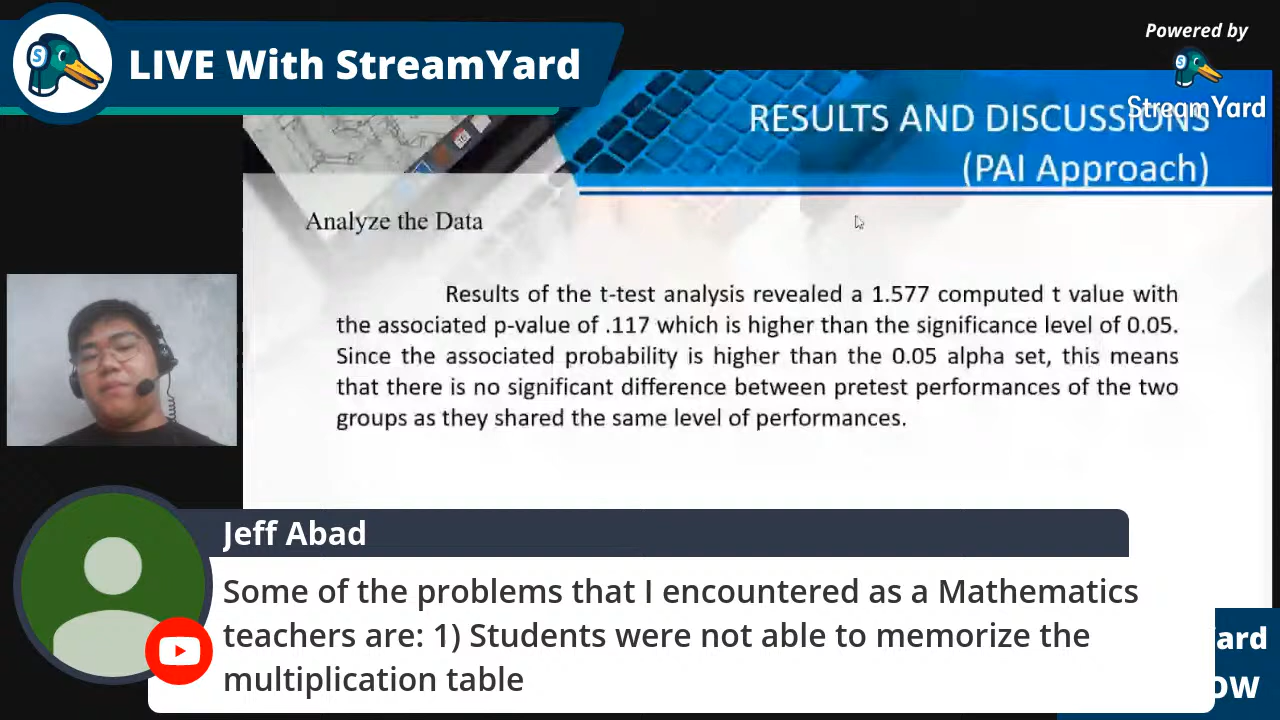 LIVE With StreamYard
Powered by
StreamYard
RESULTS AND DISCUSSIONS
(PAI Approach)
Analyze the Data
Results of the t-test analysis revealed a 1.577 computed t value with
the associated p-value of .117 which is higher than the significance level of 0.05.
Since the associated probability is higher than the 0.05 alpha set, this means
that there is no significant difference between pretest performances of the two
groups as they shared the same level of performances.
Jeff Abad
Some of the problems that I encountered as a Mathematics
teachers are: 1) Students were not able to memorize the
multiplication table